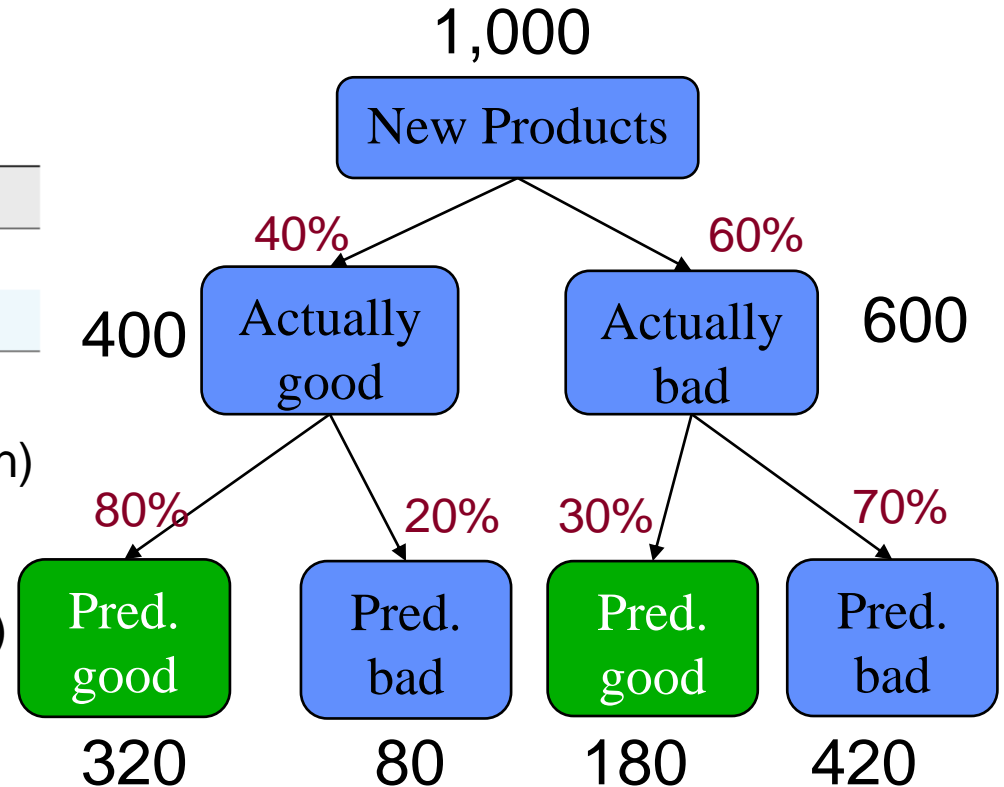 1,000
New Products
40%
60%
400
Actually
good
Actually
bad
600
80%
20%
30%
70%
Pred.
good
Pred.
bad
Pred.
good
Pred.
bad
320
80
180
420